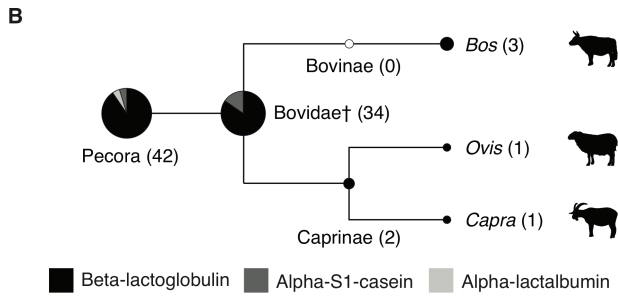 B
Bos (3)
Bovinae (0)
Bovidae† (34)
Pecora (42)
Ovis (1)
Capra (1)
Caprinae (2)
Beta-lactoglobulin Alpha-S1-casein Alpha-lactalbumin